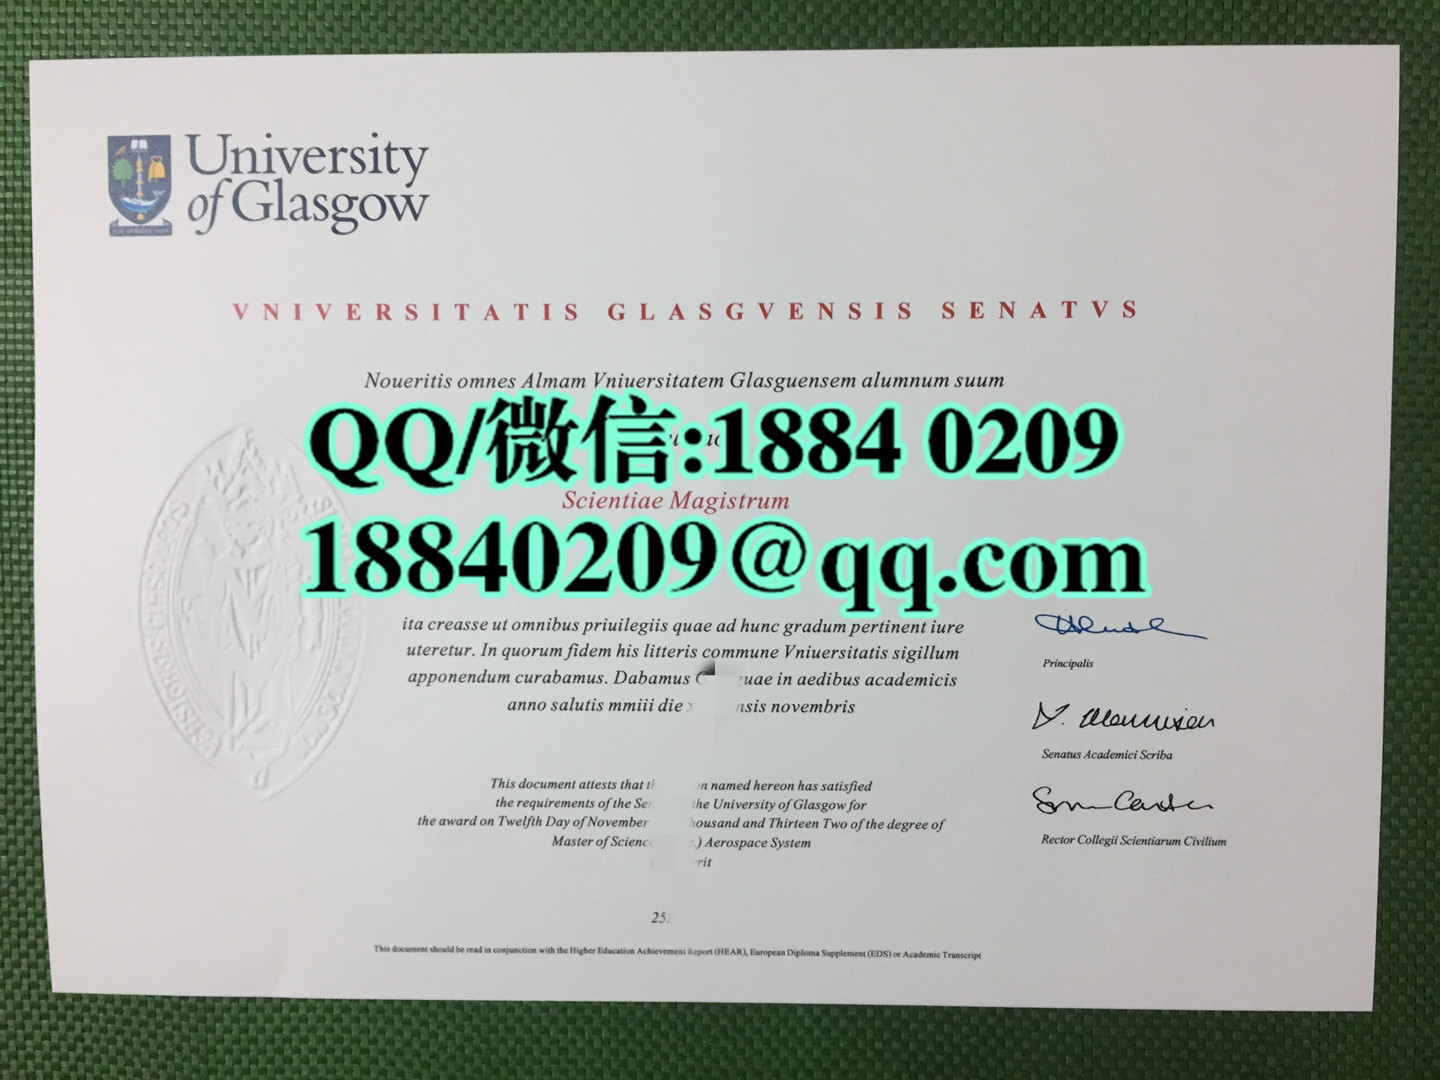 University
of Glasgow
VNIVERSITATIS GLASGVENSIS SENATVS
Noueritis omnes Almam Vniuersitatem Glasguensem alumnum suum
QQ/微信:1884 0209
Scientiae Magistrum
18840209@qq.com
ita creasse ut omnibus priuilegiis quae ad hunc gradum pertinent iure
uteretur. In quorum fidem his litteris commune Vniuersitatis sigillum
apponendum curabamus. Dabamus uae in aedibus academicis
anno salutis mmiii die nsis novembris
Principalis
Senatus Academici Scriba
Rector Collegii Scientiarum Civilium
This document attests that n named hereon has satisfied
the requirements of the the University of Glasgow for
the award on Twelfth Day of November housand and Thirteen Two of the degree of
Master of Scienc .) Aerospace System
rit
25
This document should be read in conjunction with the Higher Education Achievement Report (HEAR), European Diploma Supplement (EDS) or Academic Transcript